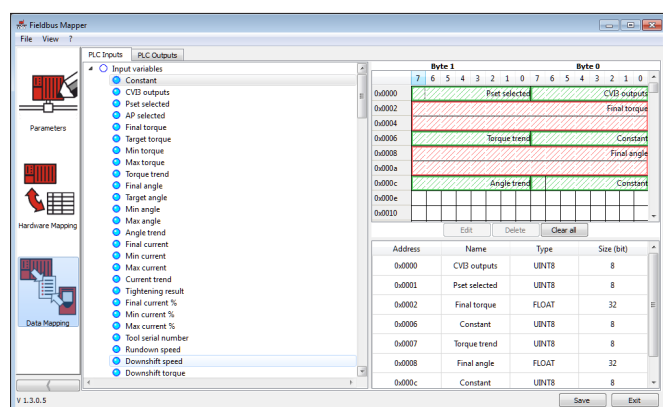 Fieldbus Mapper
File View ?
PLC Inputs PLC Outputs
Parameters
Hardware Mapping
Data Mapping
Input variables
Constant
CVI3 outputs
Pset selected
AP selected
Final torque
Target torque
Min torque
Max torque
Torque trend
Final angle
Target angle
Min angle
Max angle
Angle trend
Final current
Min current
Max current
Current trend
Tightening result
Final current %
Min current %
Max current %
Tool serial number
Rundown speed
Downshift speed
Downshift torque
Byte 1 Byte 0
7 6 5 4 3 2 1 0 7 6 5 4 3 2 1 0
0x0000 Pset selected CVI3 outputs
0x0002 Final torque
0x0004
0x0006 Torque trend Constant
0x0008 Final angle
0x000a
0x000c Angle trend Constant
0x000e
0x0010
Edit Delete Clear all
Address Name Type Size (bit)
0x0000 CVI3 outputs UINT8 8
0x0001 Pset selected UINT8 8
0x0002 Final torque FLOAT 32
0x0006 Constant UINT8 8
0x0007 Torque trend UINT8 8
0x0008 Final angle FLOAT 32
0x000c Constant UINT8 8
V 1.3.0.5
Save Exit